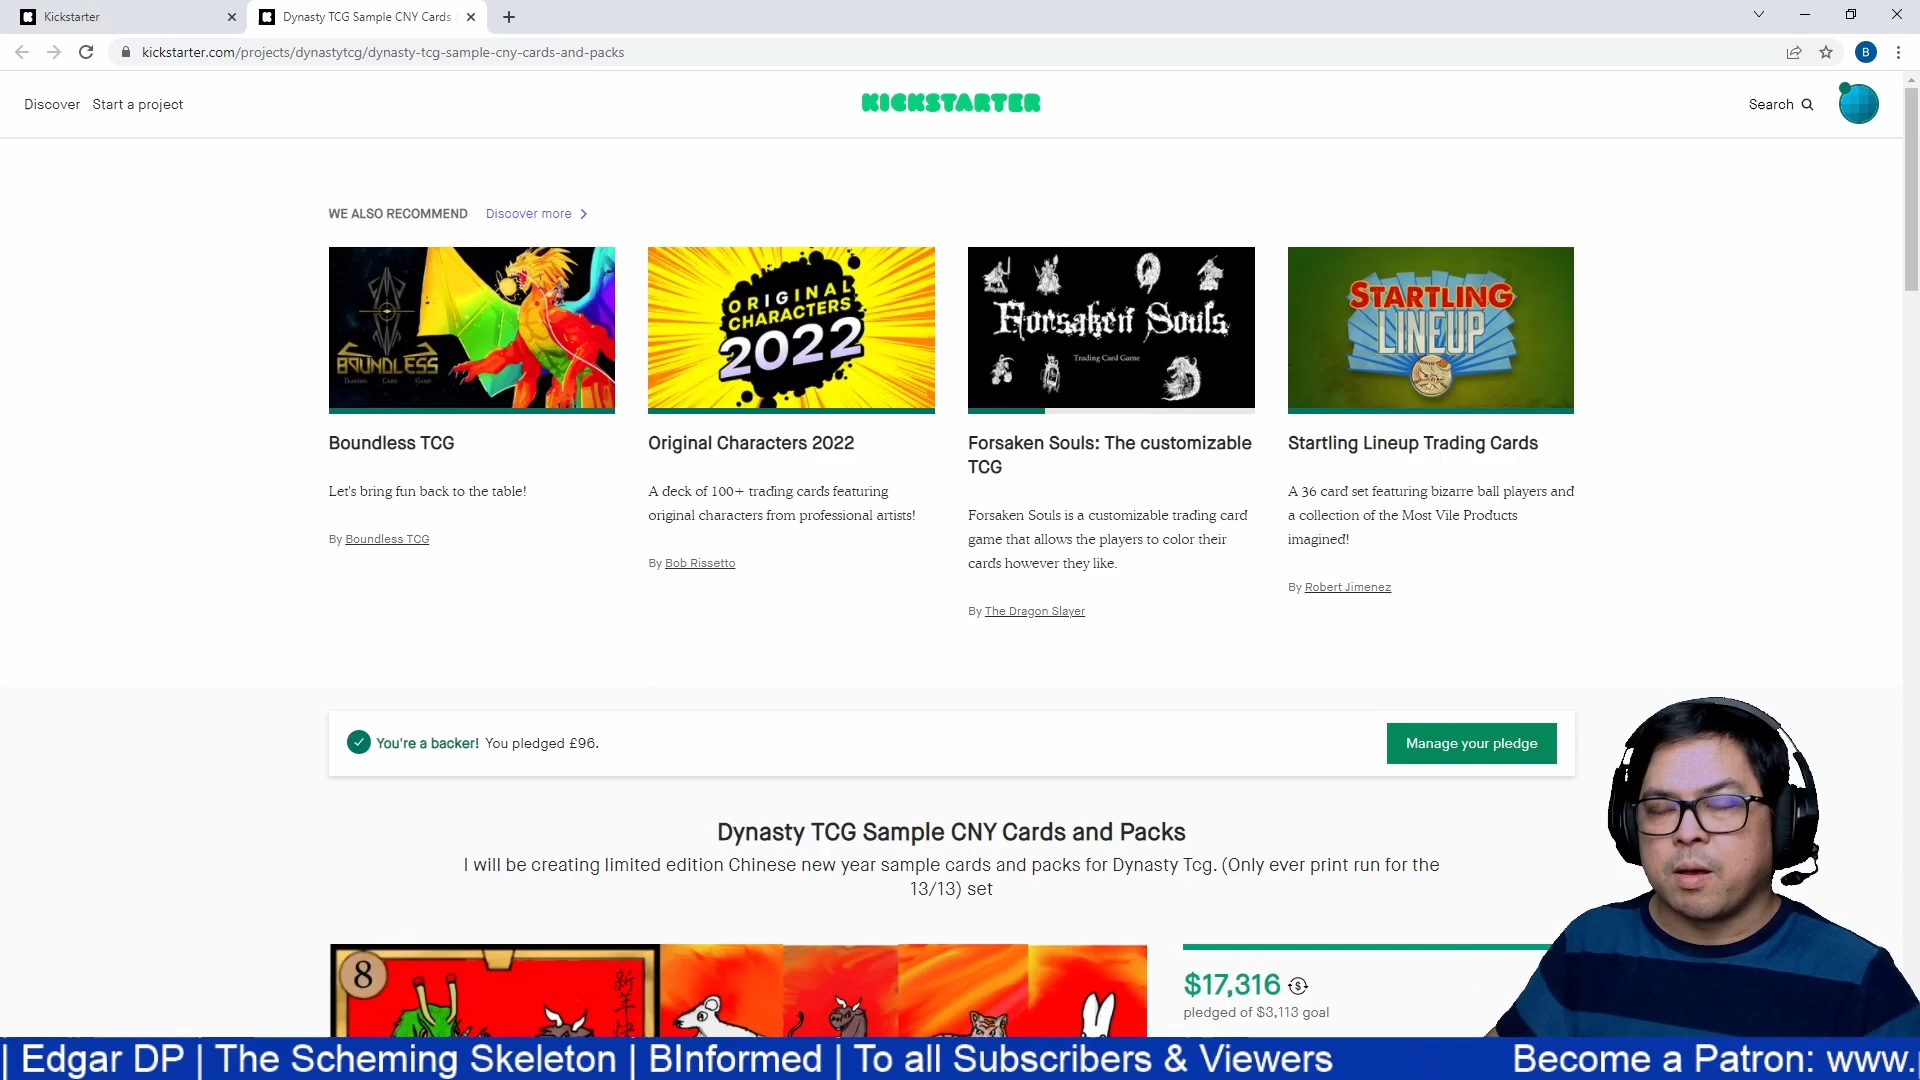 Kickstarter
Dynasty TCG Sample CNY Cards
kickstarter.com/projects/dynastytcg/dynasty-tcg-sample-cny-cards-and-packs
B
Discover Start a project
KICKSTARTER
Search
WE ALSO RECOMMEND Discover more
BOUNDLESS
TRADING CARD GAME
ORIGINAL
CHARACTERS
2022
Forsaken Souls
Trading Card Game
STARTLING
LINEUP
Boundless TCG
Let's bring fun back to the table!
By Boundless TCG
Original Characters 2022
A deck of 100+ trading cards featuring
original characters from professional artists!
By Bob Rissetto
Forsaken Souls: The customizable
TCG
Forsaken Souls is a customizable trading card
game that allows the players to color their
cards however they like.
By The Dragon Slayer
Startling Lineup Trading Cards
A 36 card set featuring bizarre ball players and
a collection of the Most Vile Products
imagined!
By Robert Jimenez
You're a backer! You pledged £96.
Manage your pledge
Dynasty TCG Sample CNY Cards and Packs
I will be creating limited edition Chinese new year sample cards and packs for Dynasty Tcg. (Only ever print run for the
13/13) set
8
新年快
$17,316
pledged of $3,113 goal
| Edgar DP | The Scheming Skeleton | BInformed | To all Subscribers & Viewers Become a Patron: www.